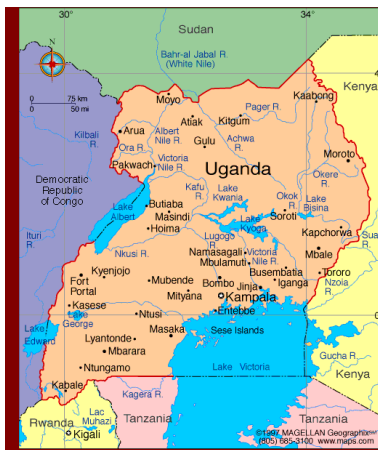 30°
34°
Sudan
Bahr-al Jabal R.
(White Nile)
N
4
Kenya
0 75 km
0 50 mi
Moyo
Kaabong
Pager R.
Atiak
Kitgum
Kilbali
R.
Arua
Albert
Nile R.
Achwa
R.
Gulu
Ora R.
Moroto
Pakwach
Victoria
Nile R.
Uganda
Okere
R.
Democratic
Republic
of Congo
Kafu
R.
Lake
Kwania
Okok
R.
Lake
Bisina
Lake
Albert
Butiaba
Masindi
Soroti
Lake
Kyoga
Hoima
Lugogo
R.
Kapchorwa
Ituri
R.
Sua
R.
Nkusi R.
Namasagali
Mbulamuti
Victoria
Nile R.
Mbale
Kyenjojo
Busembatia
Tororo
Fort
Portal
Mubende
Bombo
Jinja
Iganga
Nzoia
R.
Mityana
Kampala
Kasese
Lake
George
Ntusi
Entebbe
0
Lake
Edward
Masaka
Sese Islands
Lyantonde
Mbarara
Gucha R.
Ntungamo
Lake Victoria
Kenya
Kabale
Kagera R.
Rwanda
Lac
Muhazi
Tanzania
Tanzania
Kigali
©1997 MAGELLAN Geographix
(805) 685-3100 www.maps.com